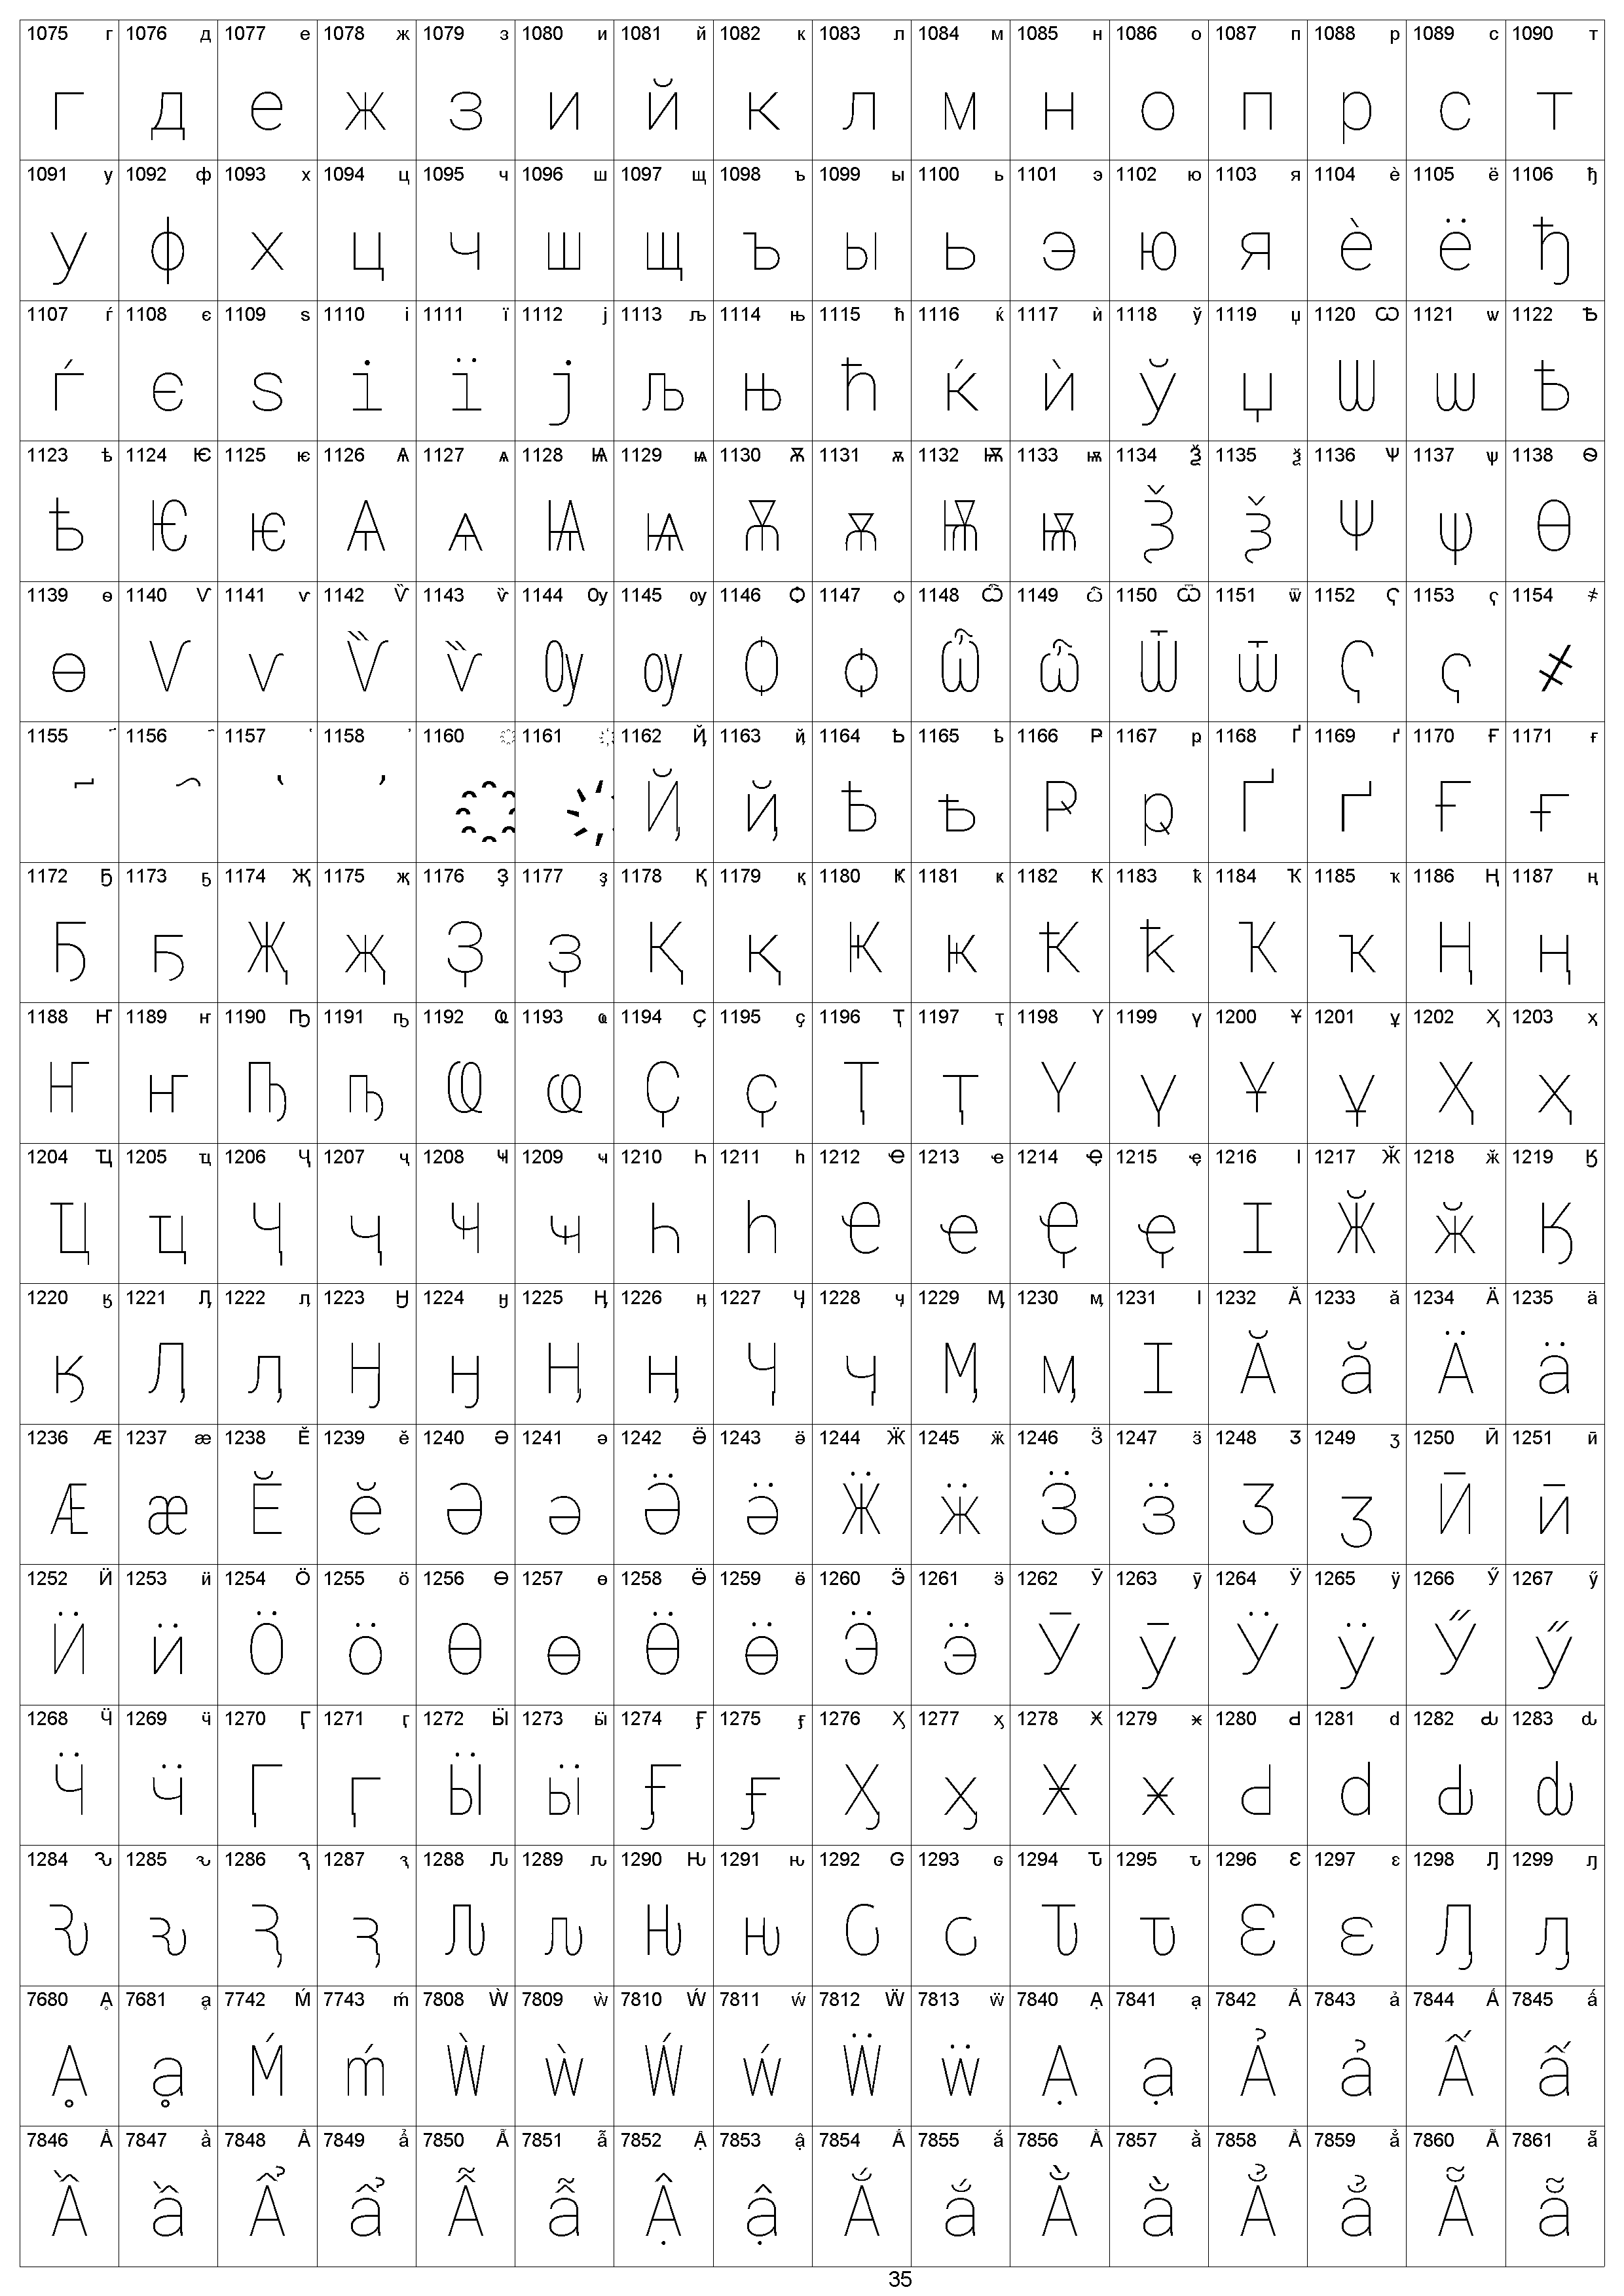 1075 г 1076 д 1077 е 1078 ж 1079 з 1080 и 1081 й 1082 к 1083 л 1084 м 1085 н 1086 о 1087 п 1088 р 1089 с 1090 т
г д е ж з и й к л м н о п р с т
1091 у 1092 ф 1093 х 1094 ц 1095 ч 1096 ш 1097 щ 1098 ъ 1099 ы 1100 ь 1101 э 1102 ю 1103 я 1104 ѐ 1105 ё 1106 ђ
у ф х ц ч ш щ ъ ы ь э ю я ѐ ё ђ
1107 ѓ 1108 є 1109 ѕ 1110 і 1111 ї 1112 ј 1113 љ 1114 њ 1115 ћ 1116 ќ 1117 ѝ 1118 ў 1119 џ 1120 Ѡ 1121 ѡ 1122 Ѣ
ѓ є ѕ і ї ј љ њ ћ ќ ѝ ў џ Ѡ ѡ Ѣ
1123 ѣ 1124 Ѥ 1125 ѥ 1126 Ѧ 1127 ѧ 1128 Ѩ 1129 ѩ 1130 Ѫ 1131 ѫ 1132 Ѭ 1133 ѭ 1134 Ѯ 1135 ѯ 1136 Ѱ 1137 ѱ 1138 Ѳ
ѣ Ѥ ѥ Ѧ ѧ Ѩ ѩ Ѫ ѫ Ѭ ѭ Ѯ ѯ Ѱ ѱ Ѳ
1139 ѳ 1140 Ѵ 1141 ѵ 1142 Ѷ 1143 ѷ 1144 Ѹ 1145 ѹ 1146 Ѻ 1147 ѻ 1148 Ѽ 1149 ѽ 1150 Ѿ 1151 ѿ 1152 Ҁ 1153 ҁ 1154 ҂
ѳ Ѵ ѵ Ѷ ѷ Ѹ ѹ Ѻ ѻ Ѽ ѽ Ѿ ѿ Ҁ ҁ ҂
1155 ҃ 1156 ҄ 1157 ҅ 1158 ҆ 1160 ҈ 1161 ҉ 1162 Ҋ 1163 ҋ 1164 Ҍ 1165 ҍ 1166 Ҏ 1167 ҏ 1168 Ґ 1169 ґ 1170 Ғ 1171 ғ
҃ ҄ ҅ ҆ ҈ ҉ Ҋ ҋ Ҍ ҍ Ҏ ҏ Ґ ґ Ғ ғ
1172 Ҕ 1173 ҕ 1174 Җ 1175 җ 1176 Ҙ 1177 ҙ 1178 Қ 1179 қ 1180 Ҝ 1181 ҝ 1182 Ҟ 1183 ҟ 1184 Ҡ 1185 ҡ 1186 Ң 1187 ң
Ҕ ҕ Җ җ Ҙ ҙ Қ қ Ҝ ҝ Ҟ ҟ Ҡ ҡ Ң ң
1188 Ҥ 1189 ҥ 1190 Ҧ 1191 ҧ 1192 Ҩ 1193 ҩ 1194 Ҫ 1195 ҫ 1196 Ҭ 1197 ҭ 1198 Ү 1199 ү 1200 Ұ 1201 ұ 1202 Ҳ 1203 ҳ
Ҥ ҥ Ҧ ҧ Ҩ ҩ Ҫ ҫ Ҭ ҭ Ү ү Ұ ұ Ҳ ҳ
1204 Ҵ 1205 ҵ 1206 Ҷ 1207 ҷ 1208 Ҹ 1209 ҹ 1210 Һ 1211 һ 1212 Ҽ 1213 ҽ 1214 Ҿ 1215 ҿ 1216 Ӏ 1217 Ӂ 1218 ӂ 1219 Ӄ
Ҵ ҵ Ҷ ҷ Ҹ ҹ Һ һ Ҽ ҽ Ҿ ҿ Ӏ Ӂ ӂ Ӄ
1220 ӄ 1221 Ӆ 1222 ӆ 1223 Ӈ 1224 ӈ 1225 Ӊ 1226 ӊ 1227 Ӌ 1228 ӌ 1229 Ӎ 1230 ӎ 1231 ӏ 1232 Ӑ 1233 ӑ 1234 Ӓ 1235 ӓ
ӄ Ӆ ӆ Ӈ ӈ Ӊ ӊ Ӌ ӌ Ӎ ӎ ӏ Ӑ ӑ Ӓ ӓ
1236 Ӕ 1237 ӕ 1238 Ӗ 1239 ӗ 1240 Ә 1241 ә 1242 Ӛ 1243 ӛ 1244 Ӝ 1245 ӝ 1246 Ӟ 1247 ӟ 1248 Ӡ 1249 ӡ 1250 Ӣ 1251 ӣ
Ӕ ӕ Ӗ ӗ Ә ә Ӛ ӛ Ӝ ӝ Ӟ ӟ Ӡ ӡ Ӣ ӣ
1252 Ӥ 1253 ӥ 1254 Ӧ 1255 ӧ 1256 Ө 1257 ө 1258 Ӫ 1259 ӫ 1260 Ӭ 1261 ӭ 1262 Ӯ 1263 ӯ 1264 Ӱ 1265 ӱ 1266 Ӳ 1267 ӳ
Ӥ ӥ Ӧ ӧ Ө ө Ӫ ӫ Ӭ ӭ Ӯ ӯ Ӱ ӱ Ӳ ӳ
1268 Ӵ 1269 ӵ 1270 Ӷ 1271 ӷ 1272 Ӹ 1273 ӹ 1274 Ӻ 1275 ӻ 1276 Ӽ 1277 ӽ 1278 Ӿ 1279 ӿ 1280 Ԁ 1281 ԁ 1282 Ԃ 1283 ԃ
Ӵ ӵ Ӷ ӷ Ӹ ӹ Ӻ ӻ Ӽ ӽ Ӿ ӿ Ԁ ԁ Ԃ ԃ
1284 Ԅ 1285 ԅ 1286 Ԇ 1287 ԇ 1288 Ԉ 1289 ԉ 1290 Ԋ 1291 ԋ 1292 Ԍ 1293 ԍ 1294 Ԏ 1295 ԏ 1296 Ԑ 1297 ԑ 1298 Ԓ 1299 ԓ
Ԅ ԅ Ԇ ԇ Ԉ ԉ Ԋ ԋ Ԍ ԍ Ԏ ԏ Ԑ ԑ Ԓ ԓ
7680 Ḁ 7681 ḁ 7742 Ḿ 7743 ḿ 7808 Ẁ 7809 ẁ 7810 Ẃ 7811 ẃ 7812 Ẅ 7813 ẅ 7840 Ạ 7841 ạ 7842 Ả 7843 ả 7844 Ấ 7845 ấ
Ḁ ḁ Ḿ ḿ Ẁ ẁ Ẃ ẃ Ẅ ẅ Ạ ạ Ả ả Ấ ấ
7846 Ầ 7847 ầ 7848 Ẩ 7849 ẩ 7850 Ẫ 7851 ẫ 7852 Ậ 7853 ậ 7854 Ắ 7855 ắ 7856 Ằ 7857 ằ 7858 Ẳ 7859 ẳ 7860 Ẵ 7861 ẵ
Ầ ầ Ẩ ẩ Ẫ ẫ Ậ ậ Ắ ắ Ằ ằ Ẳ ẳ Ẵ ẵ
35